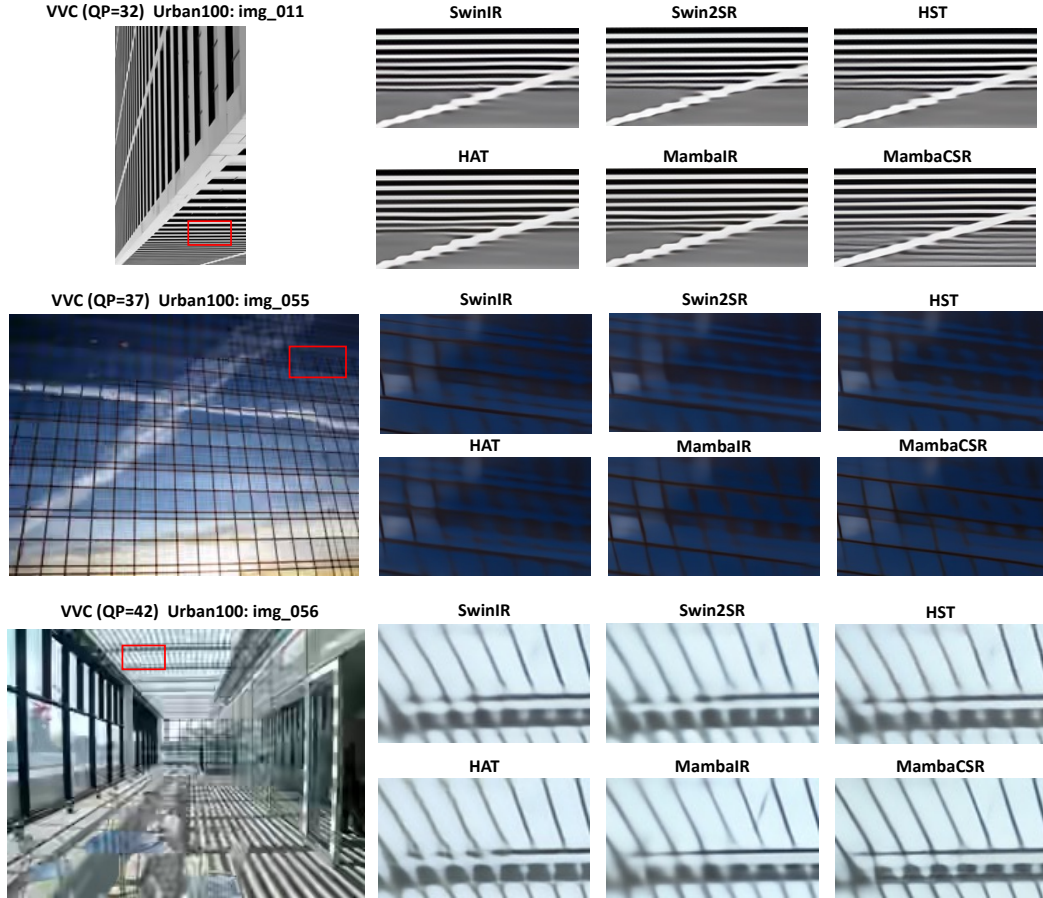 VVC (QP=32) Urban100: img_011
SwinIR
Swin2SR
HST
HAT
MambaIR
MambaCSR
VVC (QP=37) Urban100: img_055
SwinIR
Swin2SR
HST
HAT
MambaIR
MambaCSR
VVC (QP=42) Urban100: img_056
SwinIR
Swin2SR
HST
HAT
MambaIR
MambaCSR